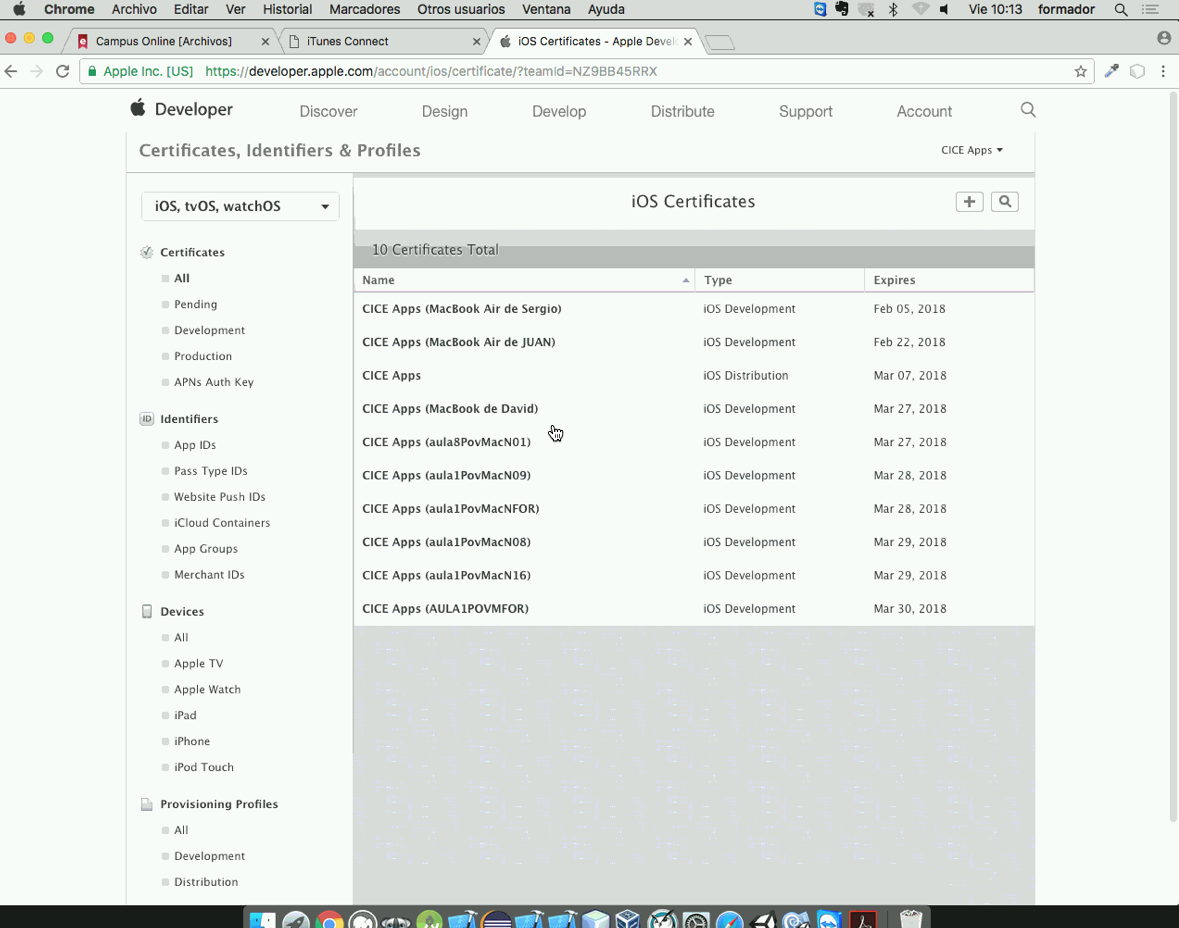 Chrome Archivo Editar Ver Historial Marcadores Otros usuarios Ventana Ayuda Vie 10:13 formador
Campus Online [Archivos] iTunes Connect iOS Certificates - Apple Devel
Apple Inc. [US] https://developer.apple.com/account/ios/certificate/?teamId=NZ9BB45RRX
Developer Discover Design Develop Distribute Support Account
Certificates, Identifiers & Profiles CICE Apps
iOS, tvOS, watchOS
iOS Certificates
Certificates
All
Pending
Development
Production
APNs Auth Key
ID Identifiers
App IDs
Pass Type IDs
Website Push IDs
iCloud Containers
App Groups
Merchant IDs
Devices
All
Apple TV
Apple Watch
iPad
iPhone
iPod Touch
Provisioning Profiles
All
Development
Distribution
10 Certificates Total
Name Type Expires
CICE Apps (MacBook Air de Sergio) iOS Development Feb 05, 2018
CICE Apps (MacBook Air de JUAN) iOS Development Feb 22, 2018
CICE Apps iOS Distribution Mar 07, 2018
CICE Apps (MacBook de David) iOS Development Mar 27, 2018
CICE Apps (aula8PovMacN01) iOS Development Mar 27, 2018
CICE Apps (aula1PovMacN09) iOS Development Mar 28, 2018
CICE Apps (aula1PovMacNFOR) iOS Development Mar 28, 2018
CICE Apps (aula1PovMacN08) iOS Development Mar 29, 2018
CICE Apps (aula1PovMacN16) iOS Development Mar 29, 2018
CICE Apps (AULA1POVMFOR) iOS Development Mar 30, 2018